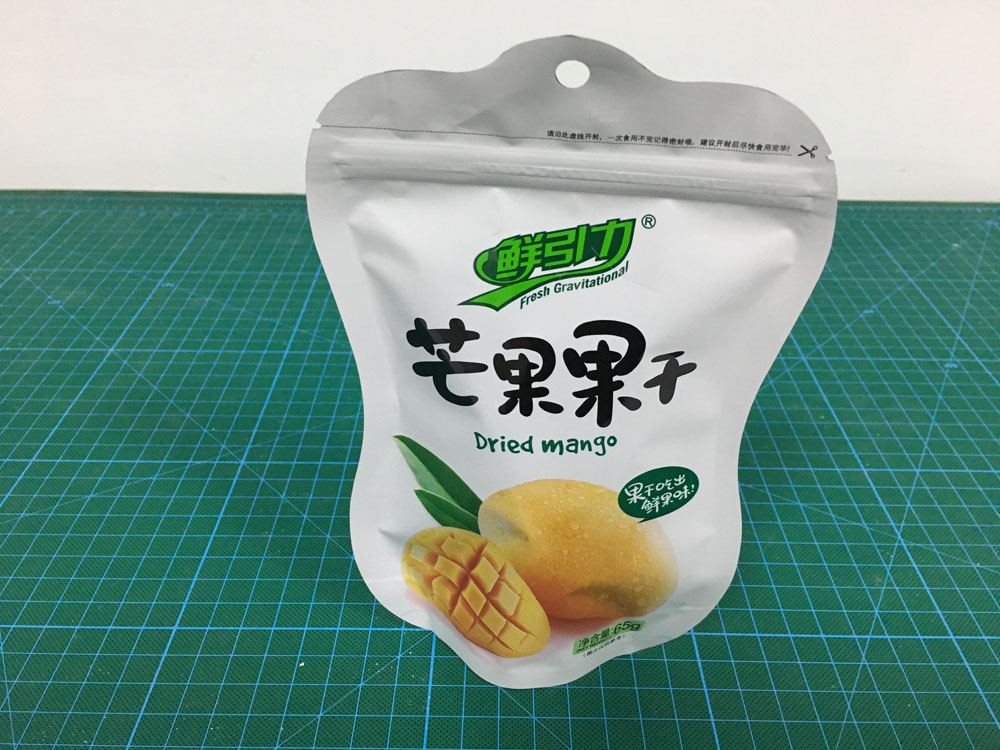 请沿此虚线开封，一次食用不完记得密封哦，建议开封后尽快食用完毕!
鲜引力®
Fresh Gravitational
芒果果干
Dried mango
果干吃出
鲜果味!
净含量:65g